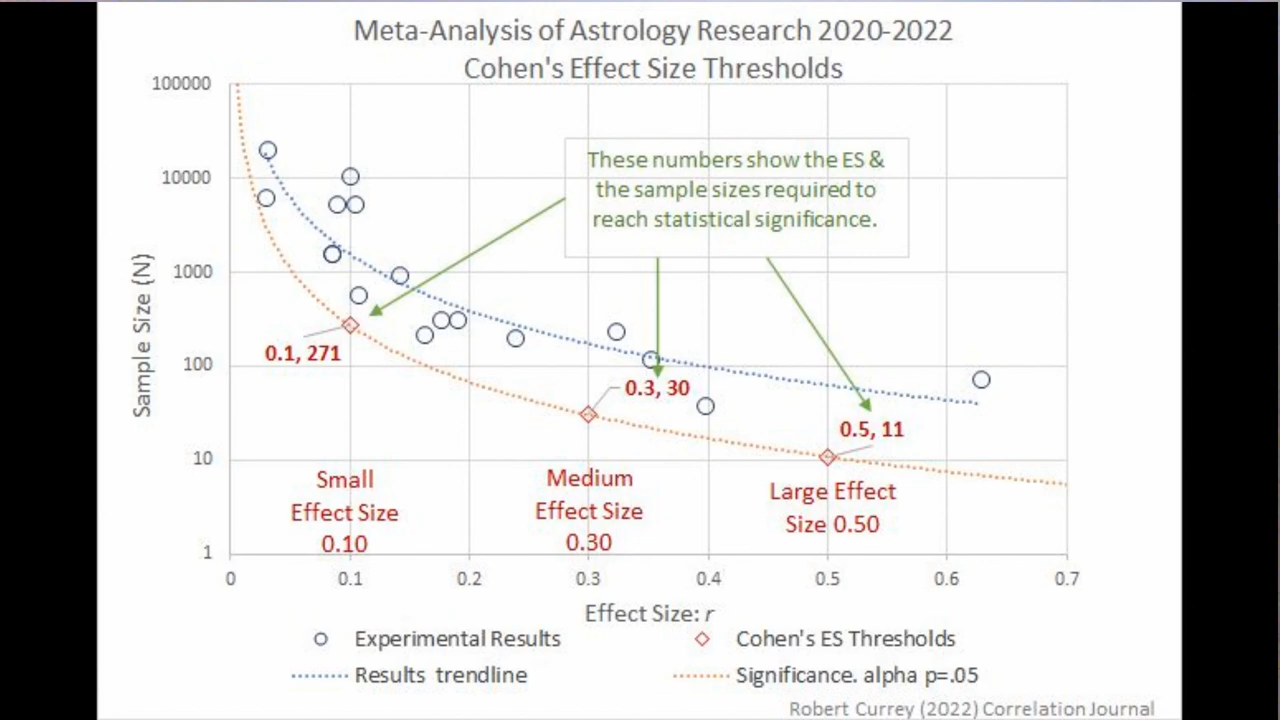 Meta-Analysis of Astrology Research 2020-2022
Cohen's Effect Size Thresholds
100000
10000
1000
100
10
1
Sample Size (N)
These numbers show the ES &
the sample sizes required to
reach statistical significance.
0.1, 271
0.3, 30
0.5, 11
Small
Effect Size
0.10
Medium
Effect Size
0.30
Large Effect
Size 0.50
0 0.1 0.2 0.3 0.4 0.5 0.6 0.7
Effect Size: r
Experimental Results
Cohen's ES Thresholds
Results trendline
Significance. alpha p=.05
Robert Currey (2022) Correlation Journal